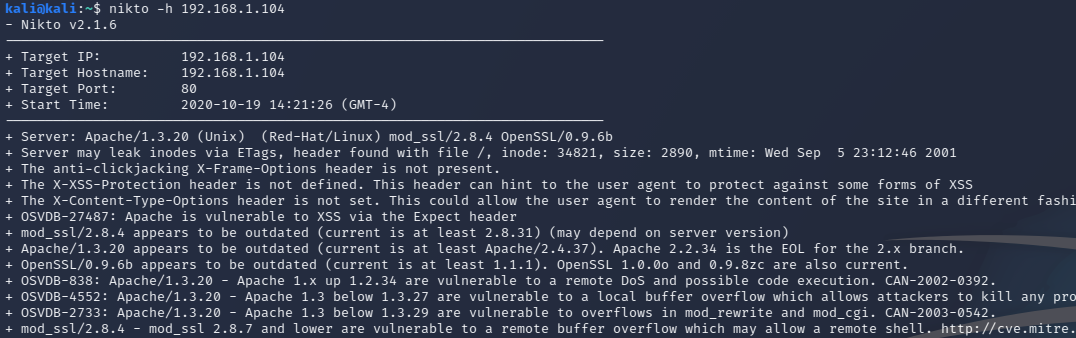 kali@kali:~$ nikto -h 192.168.1.104
- Nikto v2.1.6
---------------------------------------------------------------------------
+ Target IP:          192.168.1.104
+ Target Hostname:    192.168.1.104
+ Target Port:        80
+ Start Time:         2020-10-19 14:21:26 (GMT-4)
---------------------------------------------------------------------------
+ Server: Apache/1.3.20 (Unix)  (Red-Hat/Linux) mod_ssl/2.8.4 OpenSSL/0.9.6b
+ Server may leak inodes via ETags, header found with file /, inode: 34821, size: 2890, mtime: Wed Sep  5 23:12:46 2001
+ The anti-clickjacking X-Frame-Options header is not present.
+ The X-XSS-Protection header is not defined. This header can hint to the user agent to protect against some forms of XSS
+ The X-Content-Type-Options header is not set. This could allow the user agent to render the content of the site in a different fashi
+ OSVDB-27487: Apache is vulnerable to XSS via the Expect header
+ mod_ssl/2.8.4 appears to be outdated (current is at least 2.8.31) (may depend on server version)
+ Apache/1.3.20 appears to be outdated (current is at least Apache/2.4.37). Apache 2.2.34 is the EOL for the 2.x branch.
+ OpenSSL/0.9.6b appears to be outdated (current is at least 1.1.1). OpenSSL 1.0.0o and 0.9.8zc are also current.
+ OSVDB-838: Apache/1.3.20 - Apache 1.x up 1.2.34 are vulnerable to a remote DoS and possible code execution. CAN-2002-0392.
+ OSVDB-4552: Apache/1.3.20 - Apache 1.3 below 1.3.27 are vulnerable to a local buffer overflow which allows attackers to kill any pro
+ OSVDB-2733: Apache/1.3.20 - Apache 1.3 below 1.3.29 are vulnerable to overflows in mod_rewrite and mod_cgi. CAN-2003-0542.
+ mod_ssl/2.8.4 - mod_ssl 2.8.7 and lower are vulnerable to a remote buffer overflow which may allow a remote shell. http://cve.mitre.